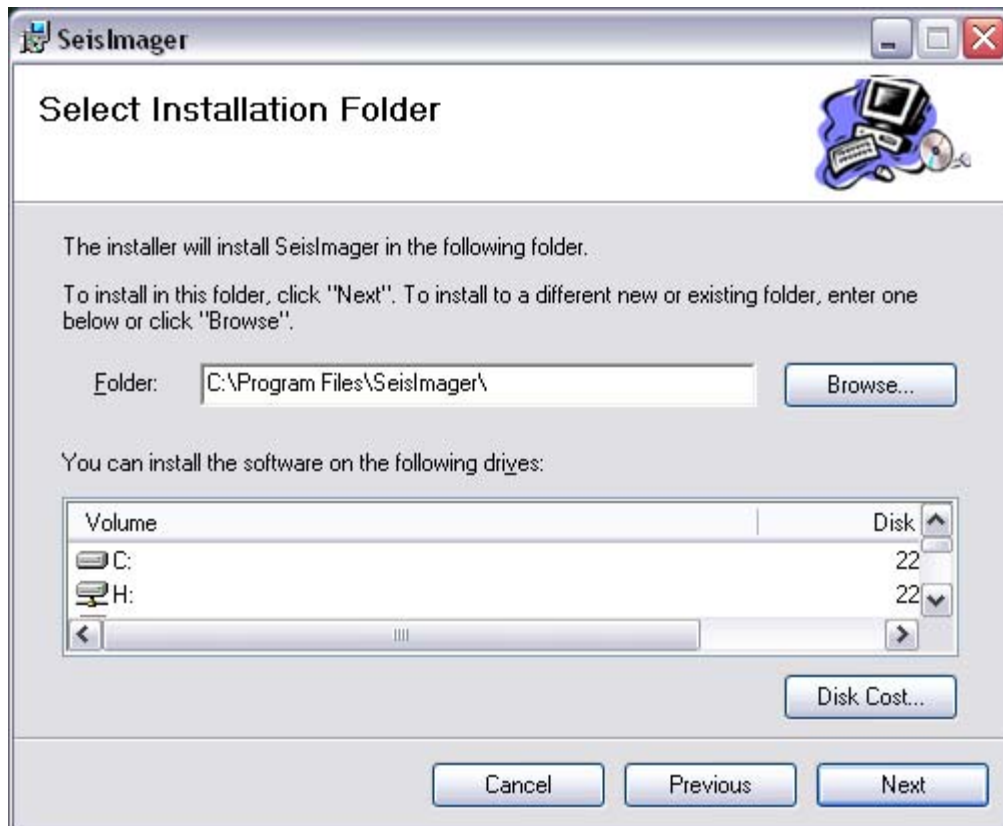 SeisImager
Select Installation Folder
The installer will install SeisImager in the following folder.
To install in this folder, click "Next". To install to a different new or existing folder, enter one
below or click "Browse".
Folder: C:\Program Files\SeisImager\ Browse...
You can install the software on the following drives:
Volume Disk
C: 22
H: 22
Disk Cost...
Cancel Previous Next